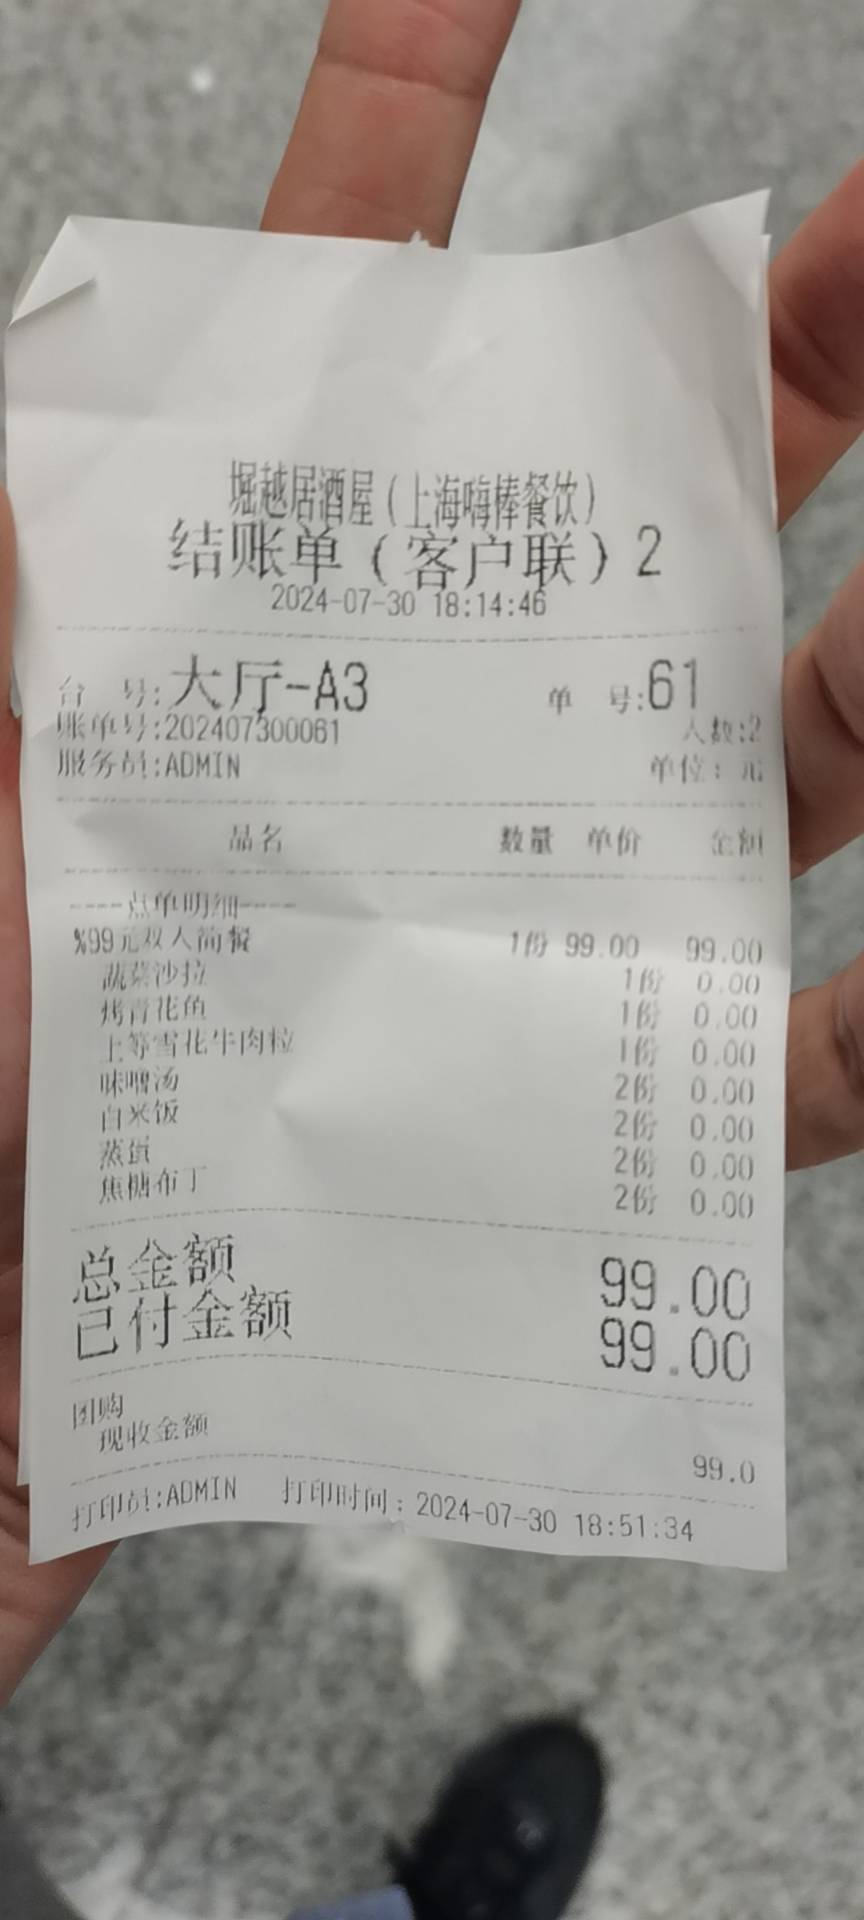 堀越居酒屋(上海嗨棒餐饮)
结账单(客户联)2
2024-07-30 18:14:46
台 号:大厅-A3 单 号:61
账单号:202407300061 人数:2
服务员:ADMIN 单位: 元
品名 数量 单价 金额
----点单明细----
%99元双人简餐 1份 99.00 99.00
蔬菜沙拉 1份 0.00
烤青花鱼 1份 0.00
上等雪花牛肉粒 1份 0.00
味噌汤 2份 0.00
白米饭 2份 0.00
蒸蛋 2份 0.00
焦糖布丁 2份 0.00
总金额 99.00
已付金额 99.00
团购
现收金额 99.0
打印员:ADMIN 打印时间:2024-07-30 18:51:34